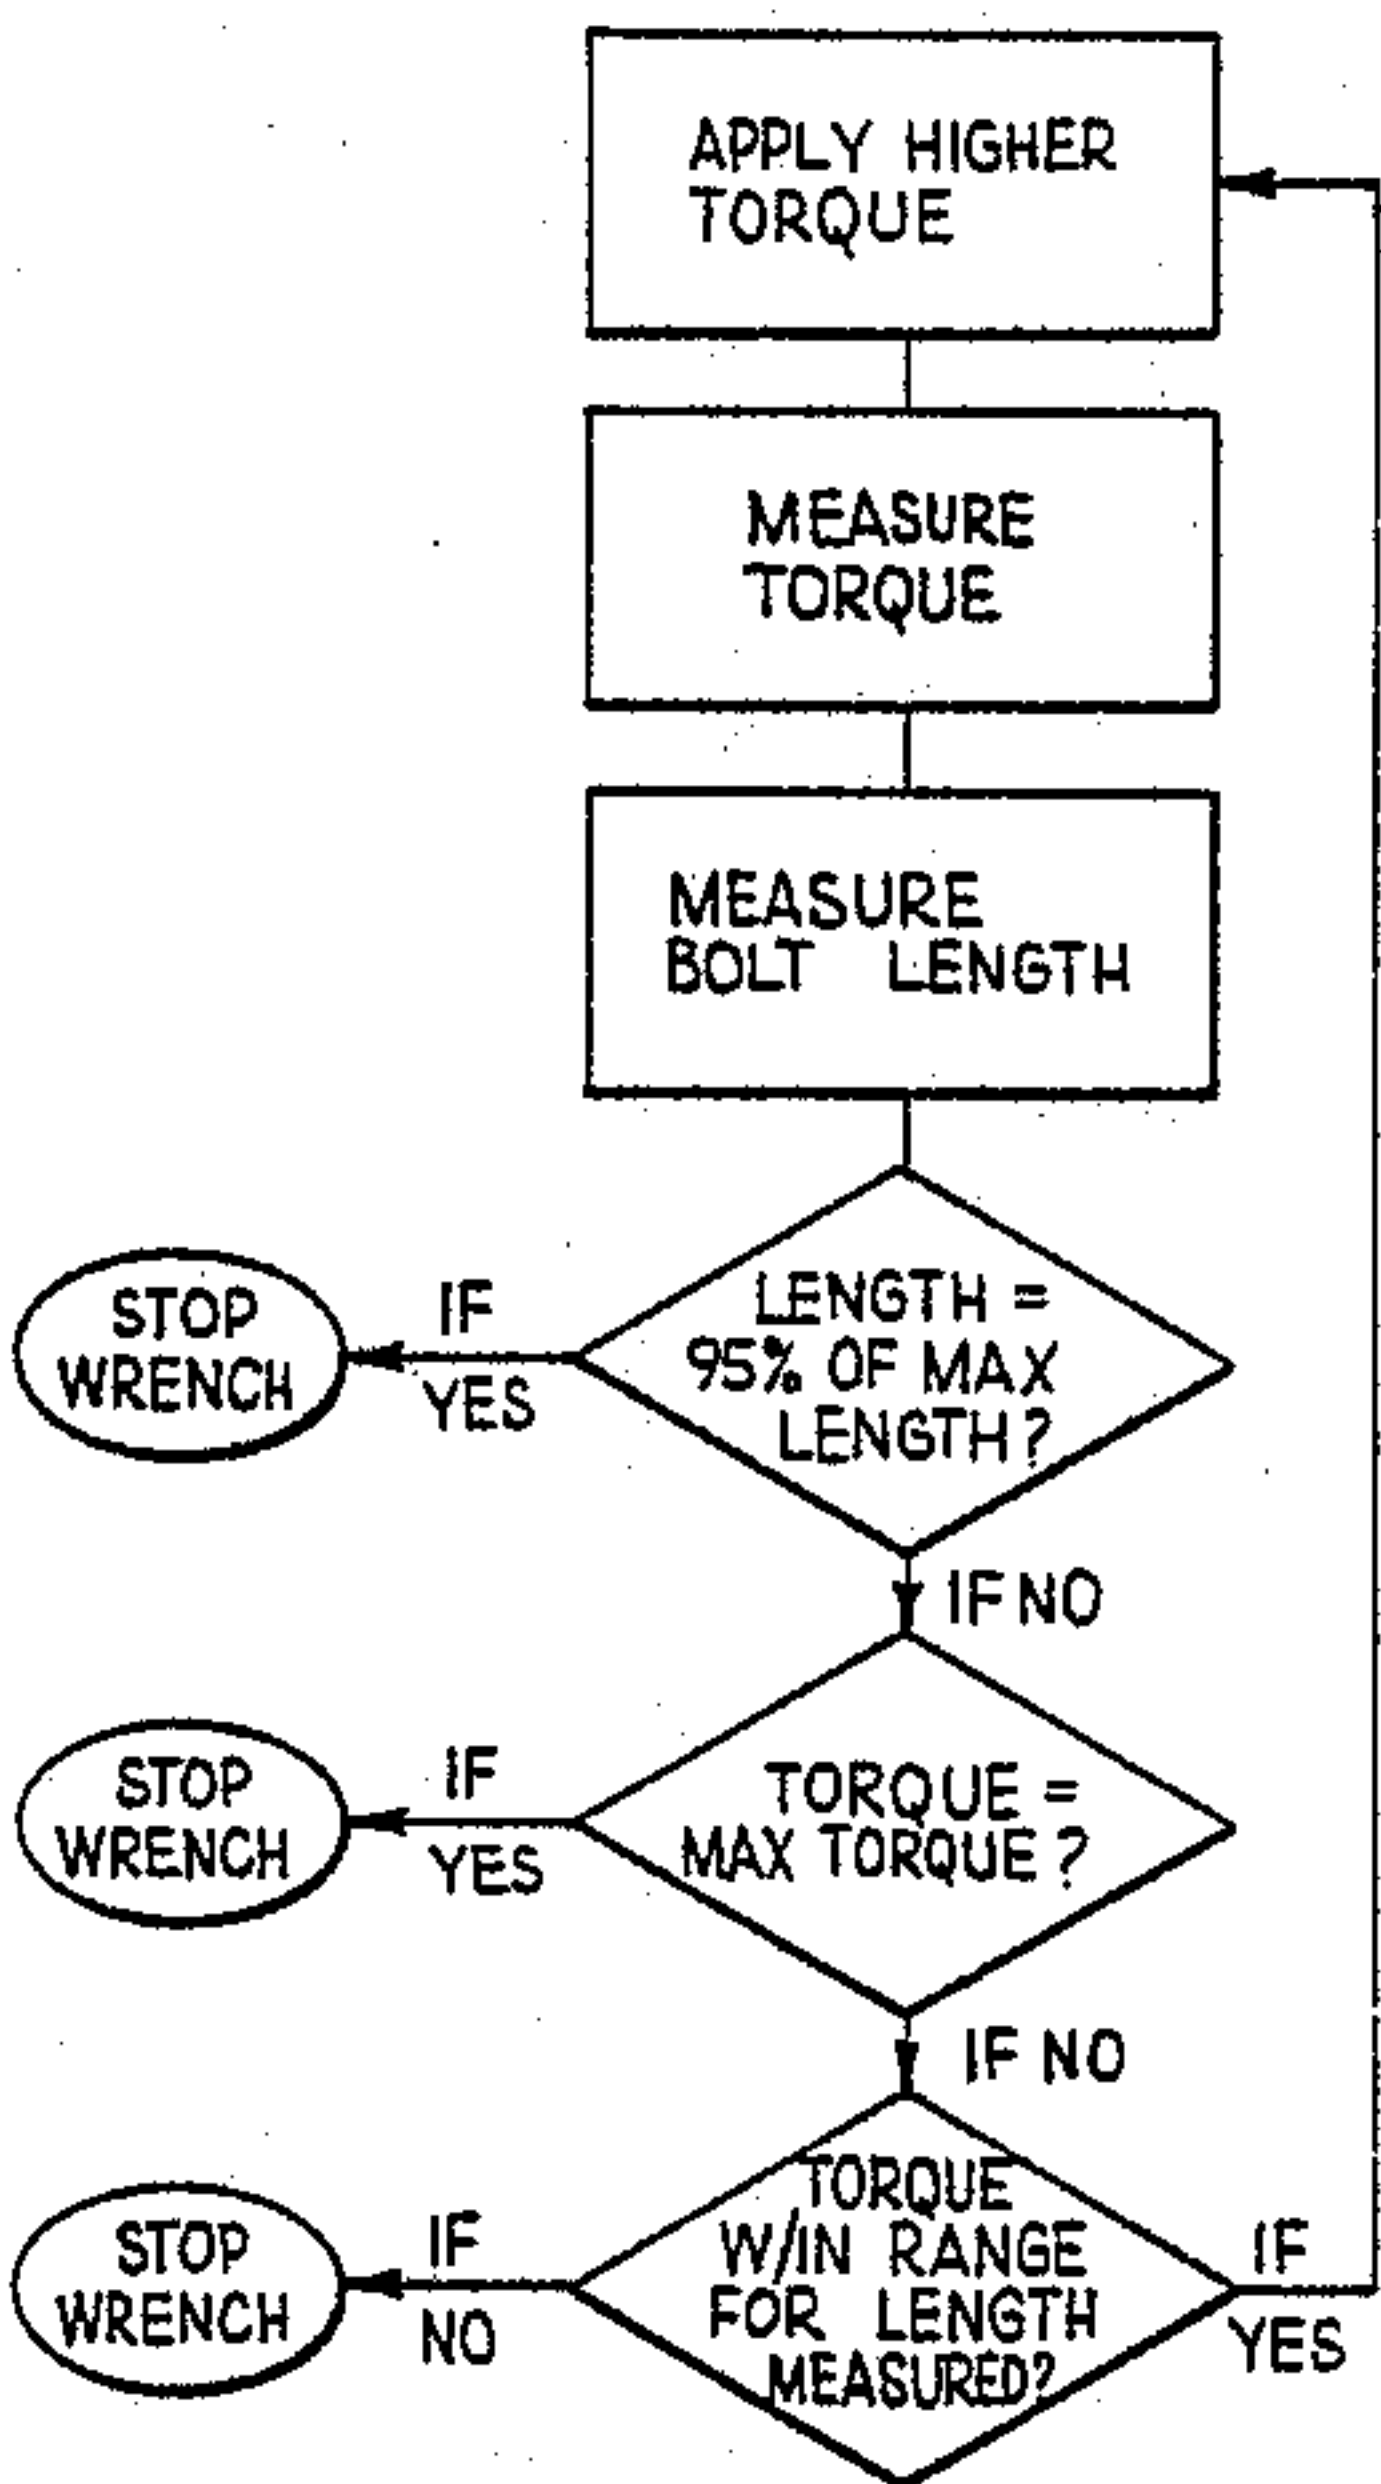 APPLY HIGHER
TORQUE
MEASURE
TORQUE
MEASURE
BOLT LENGTH
LENGTH =
95% OF MAX
LENGTH?
IF
YES
STOP
WRENCH
IF NO
TORQUE =
MAX TORQUE?
IF
YES
STOP
WRENCH
IF NO
TORQUE
W/IN RANGE
FOR LENGTH
MEASURED?
IF
NO
STOP
WRENCH
IF
YES